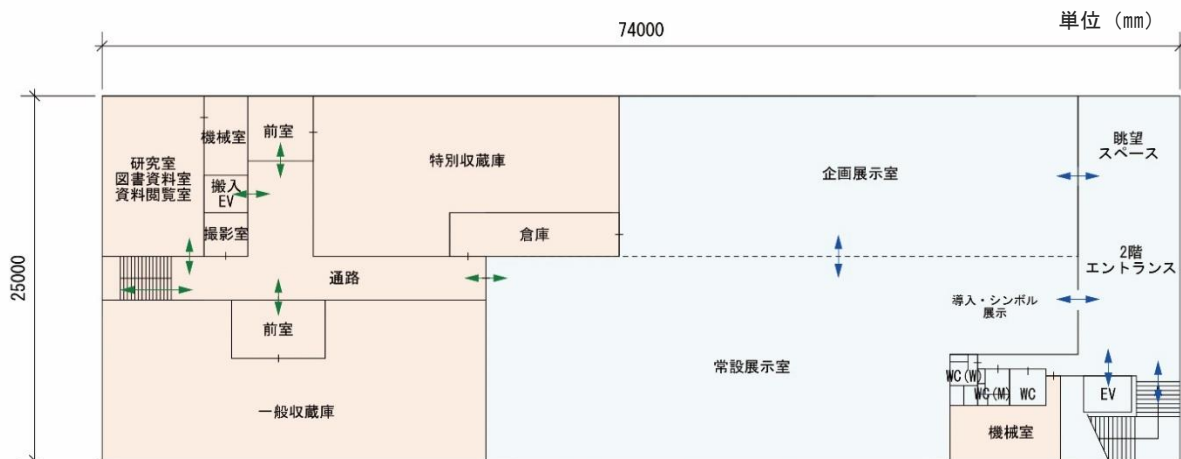 単位（mm）
74000
25000
研究室
図書資料室
資料閲覧室
機械室
前室
搬入
EV
撮影室
特別収蔵庫
倉庫
通路
前室
一般収蔵庫
企画展示室
眺望
スペース
2階
エントランス
導入・シンボル
展示
常設展示室
WC(W)
WC(M)
WC
EV
機械室